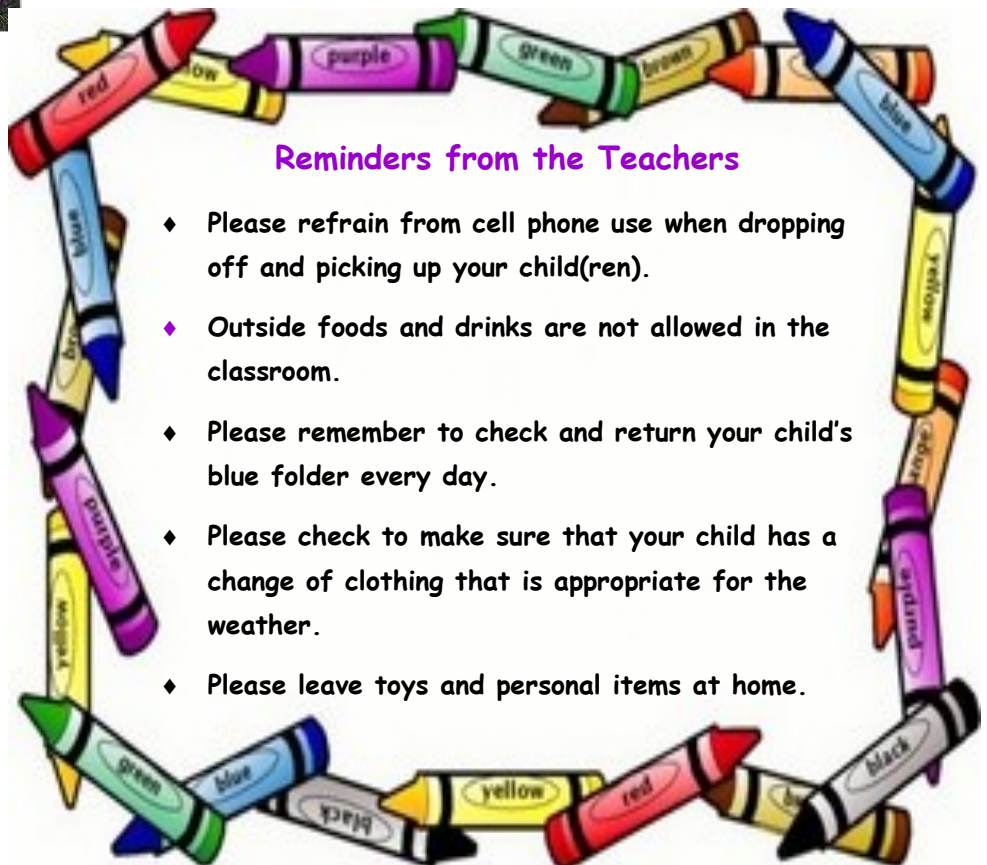 red
purple
green
brown
blue
Reminders from the Teachers
♦ Please refrain from cell phone use when dropping
off and picking up your child(ren).
♦ Outside foods and drinks are not allowed in the
classroom.
♦ Please remember to check and return your child's
blue folder every day.
♦ Please check to make sure that your child has a
change of clothing that is appropriate for the
weather.
♦ Please leave toys and personal items at home.
blue
yellow
purple
purple
yellow
green
blue
black
yellow
red
black